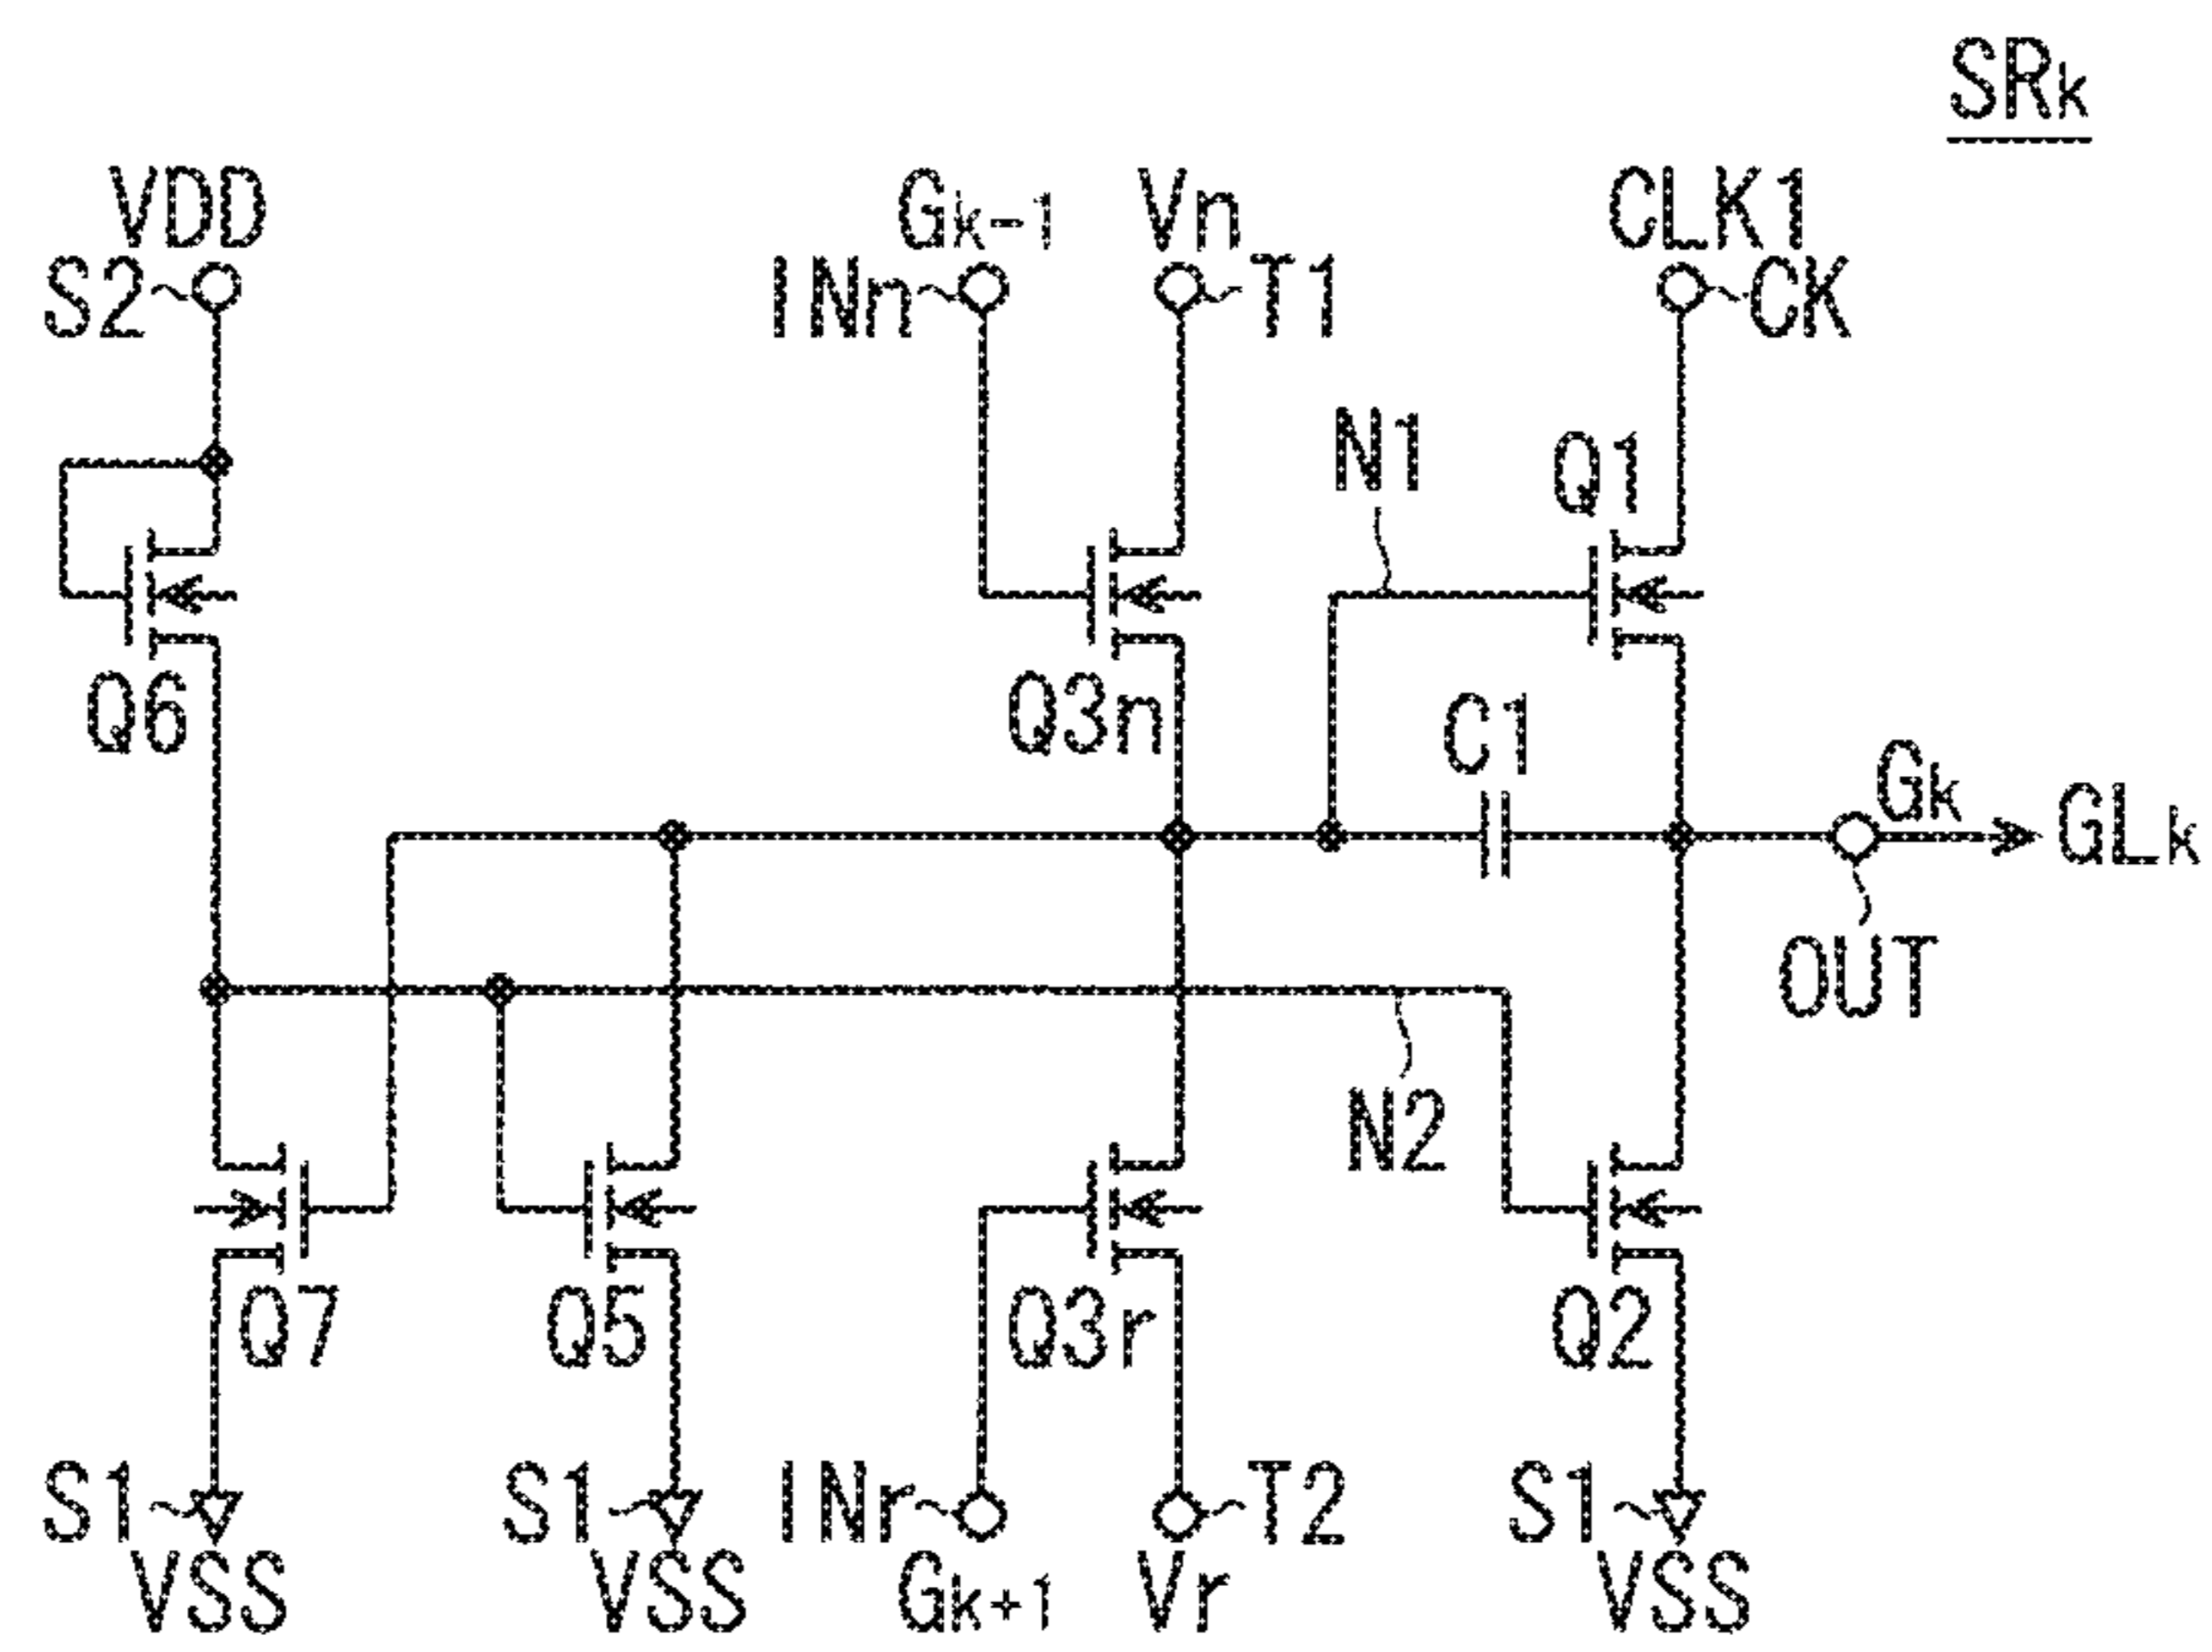 SRk
VDD
Gk-1
Vn
CLK1
S2
INn
T1
CK
N1
Q1
Q6
Q3n
C1
Gk
GLk
OUT
N2
Q7
Q5
Q3r
Q2
S1
S1
INr
T2
S1
VSS
VSS
Gk+1
Vr
VSS